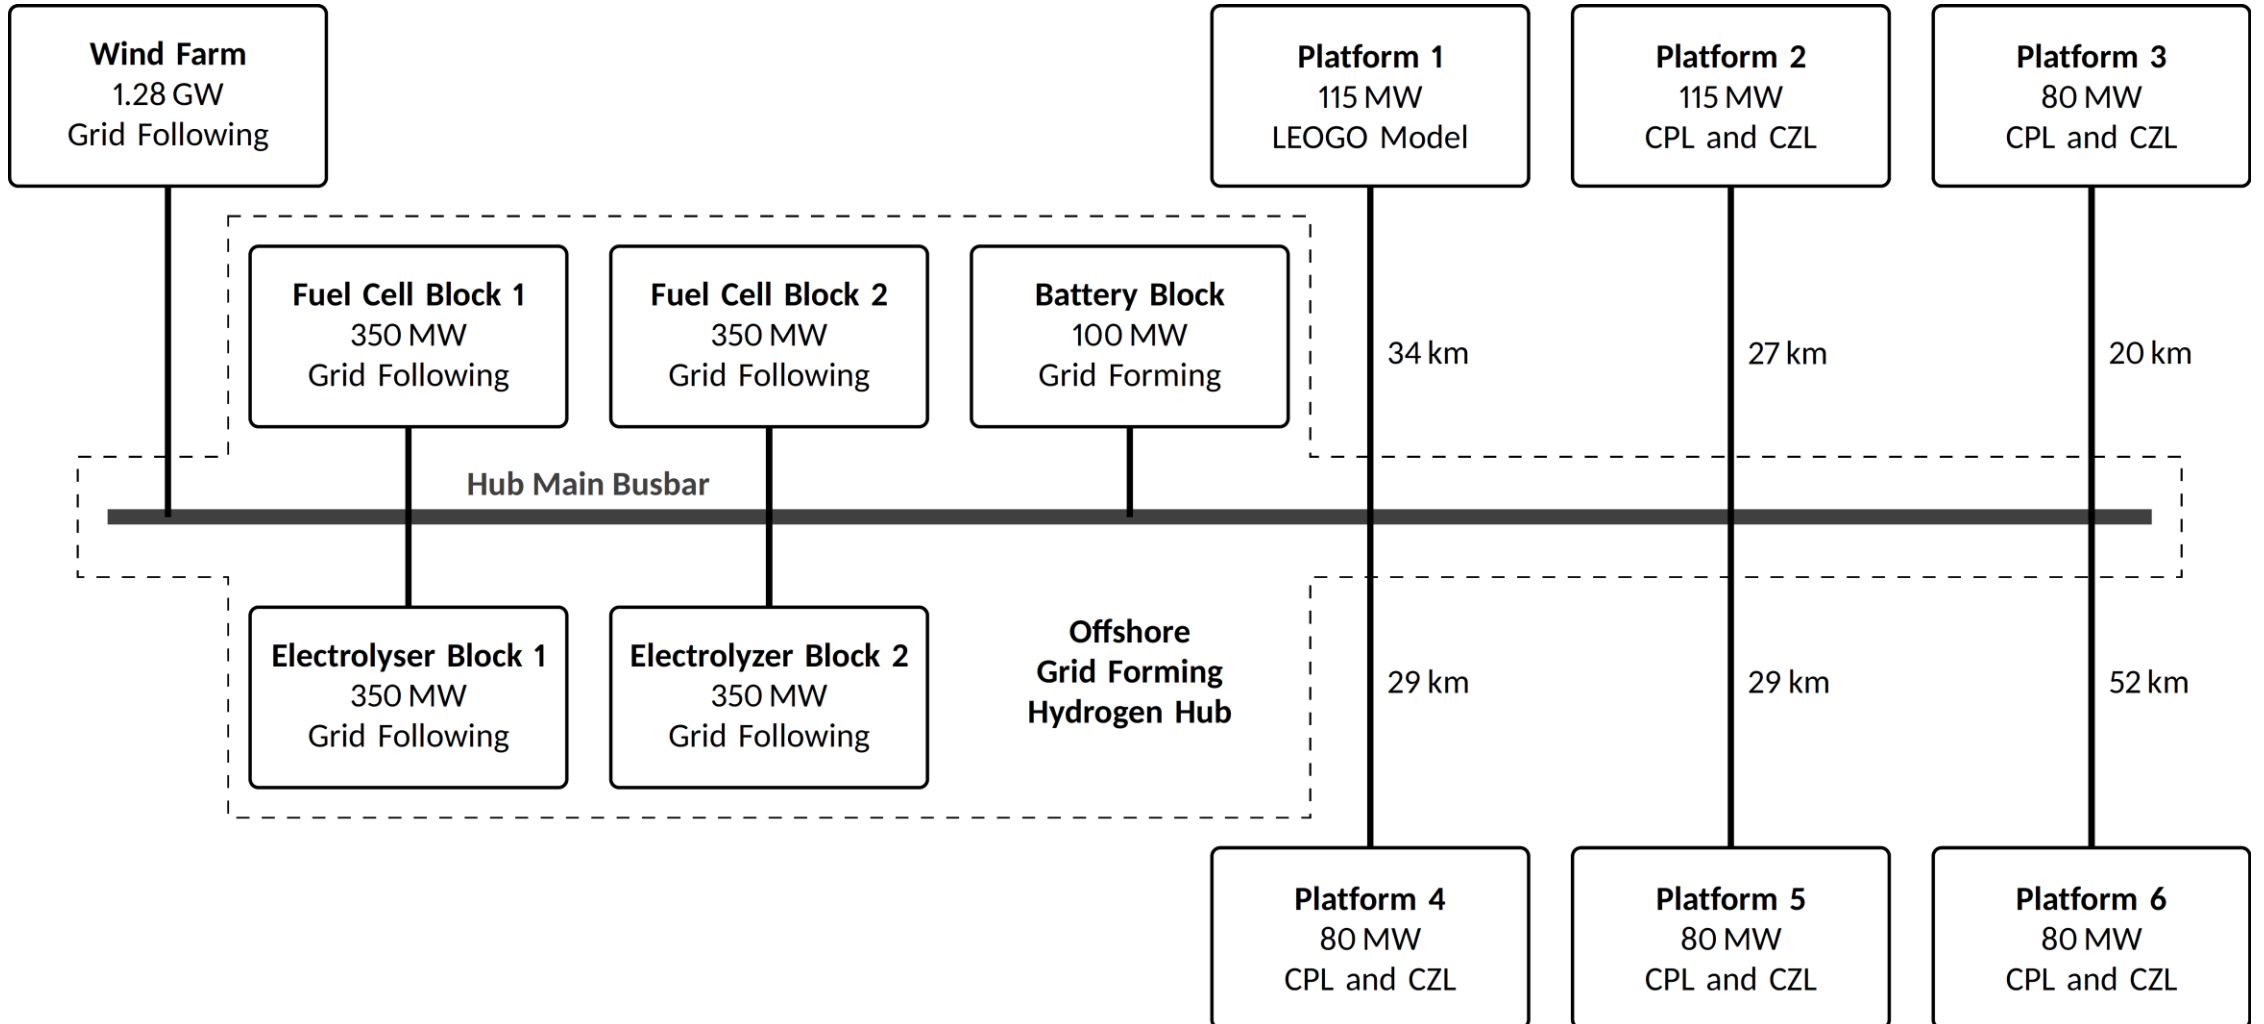 Wind Farm
1.28 GW
Grid Following
Platform 1
115 MW
LEOGO Model
Platform 2
115 MW
CPL and CZL
Platform 3
80 MW
CPL and CZL
Fuel Cell Block 1
350 MW
Grid Following
Fuel Cell Block 2
350 MW
Grid Following
Battery Block
100 MW
Grid Forming
34 km
27 km
20 km
Hub Main Busbar
Electrolyser Block 1
350 MW
Grid Following
Electrolyzer Block 2
350 MW
Grid Following
Offshore
Grid Forming
Hydrogen Hub
29 km
29 km
52 km
Platform 4
80 MW
CPL and CZL
Platform 5
80 MW
CPL and CZL
Platform 6
80 MW
CPL and CZL